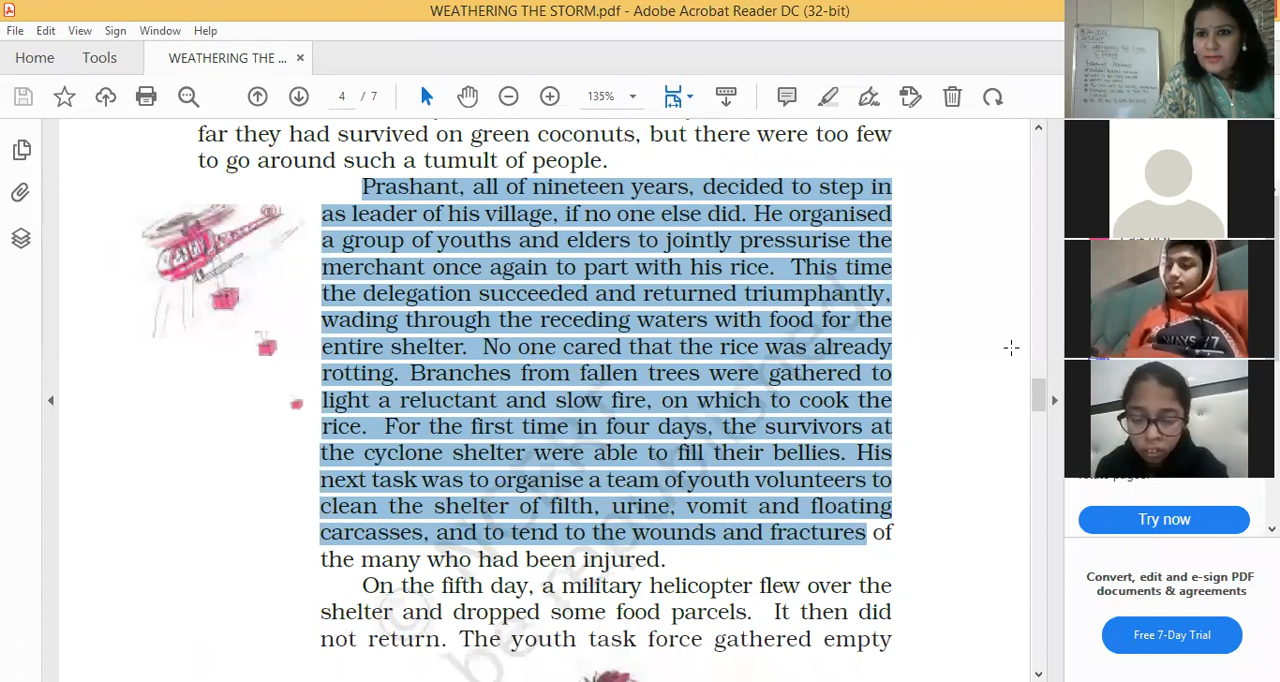 WEATHERING THE STORM.pdf - Adobe Acrobat Reader DC (32-bit)
File Edit View Sign Window Help
Home Tools WEATHERING THE ... ×
4 / 7 135%
far they had survived on green coconuts, but there were too few
to go around such a tumult of people.
Prashant, all of nineteen years, decided to step in
as leader of his village, if no one else did. He organised
a group of youths and elders to jointly pressurise the
merchant once again to part with his rice. This time
the delegation succeeded and returned triumphantly,
wading through the receding waters with food for the
entire shelter. No one cared that the rice was already
rotting. Branches from fallen trees were gathered to
light a reluctant and slow fire, on which to cook the
rice. For the first time in four days, the survivors at
the cyclone shelter were able to fill their bellies. His
next task was to organise a team of youth volunteers to
clean the shelter of filth, urine, vomit and floating
carcasses, and to tend to the wounds and fractures of
the many who had been injured.
On the fifth day, a military helicopter flew over the
shelter and dropped some food parcels. It then did
not return. The youth task force gathered empty
be republished
Try now
Convert, edit and e-sign PDF
documents & agreements
Free 7-Day Trial